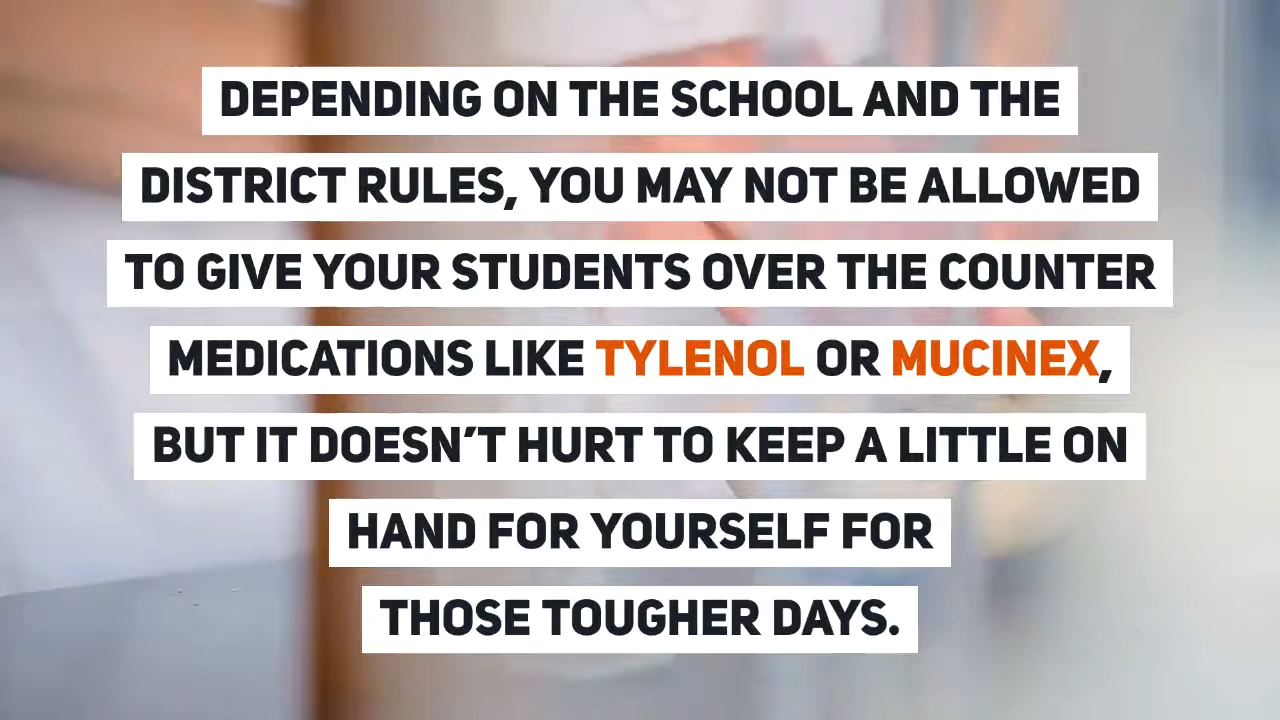 DEPENDING ON THE SCHOOL AND THE
DISTRICT RULES, YOU MAY NOT BE ALLOWED
TO GIVE YOUR STUDENTS OVER THE COUNTER
MEDICATIONS LIKE TYLENOL OR MUCINEX,
BUT IT DOESN’T HURT TO KEEP A LITTLE ON
HAND FOR YOURSELF FOR
THOSE TOUGHER DAYS.